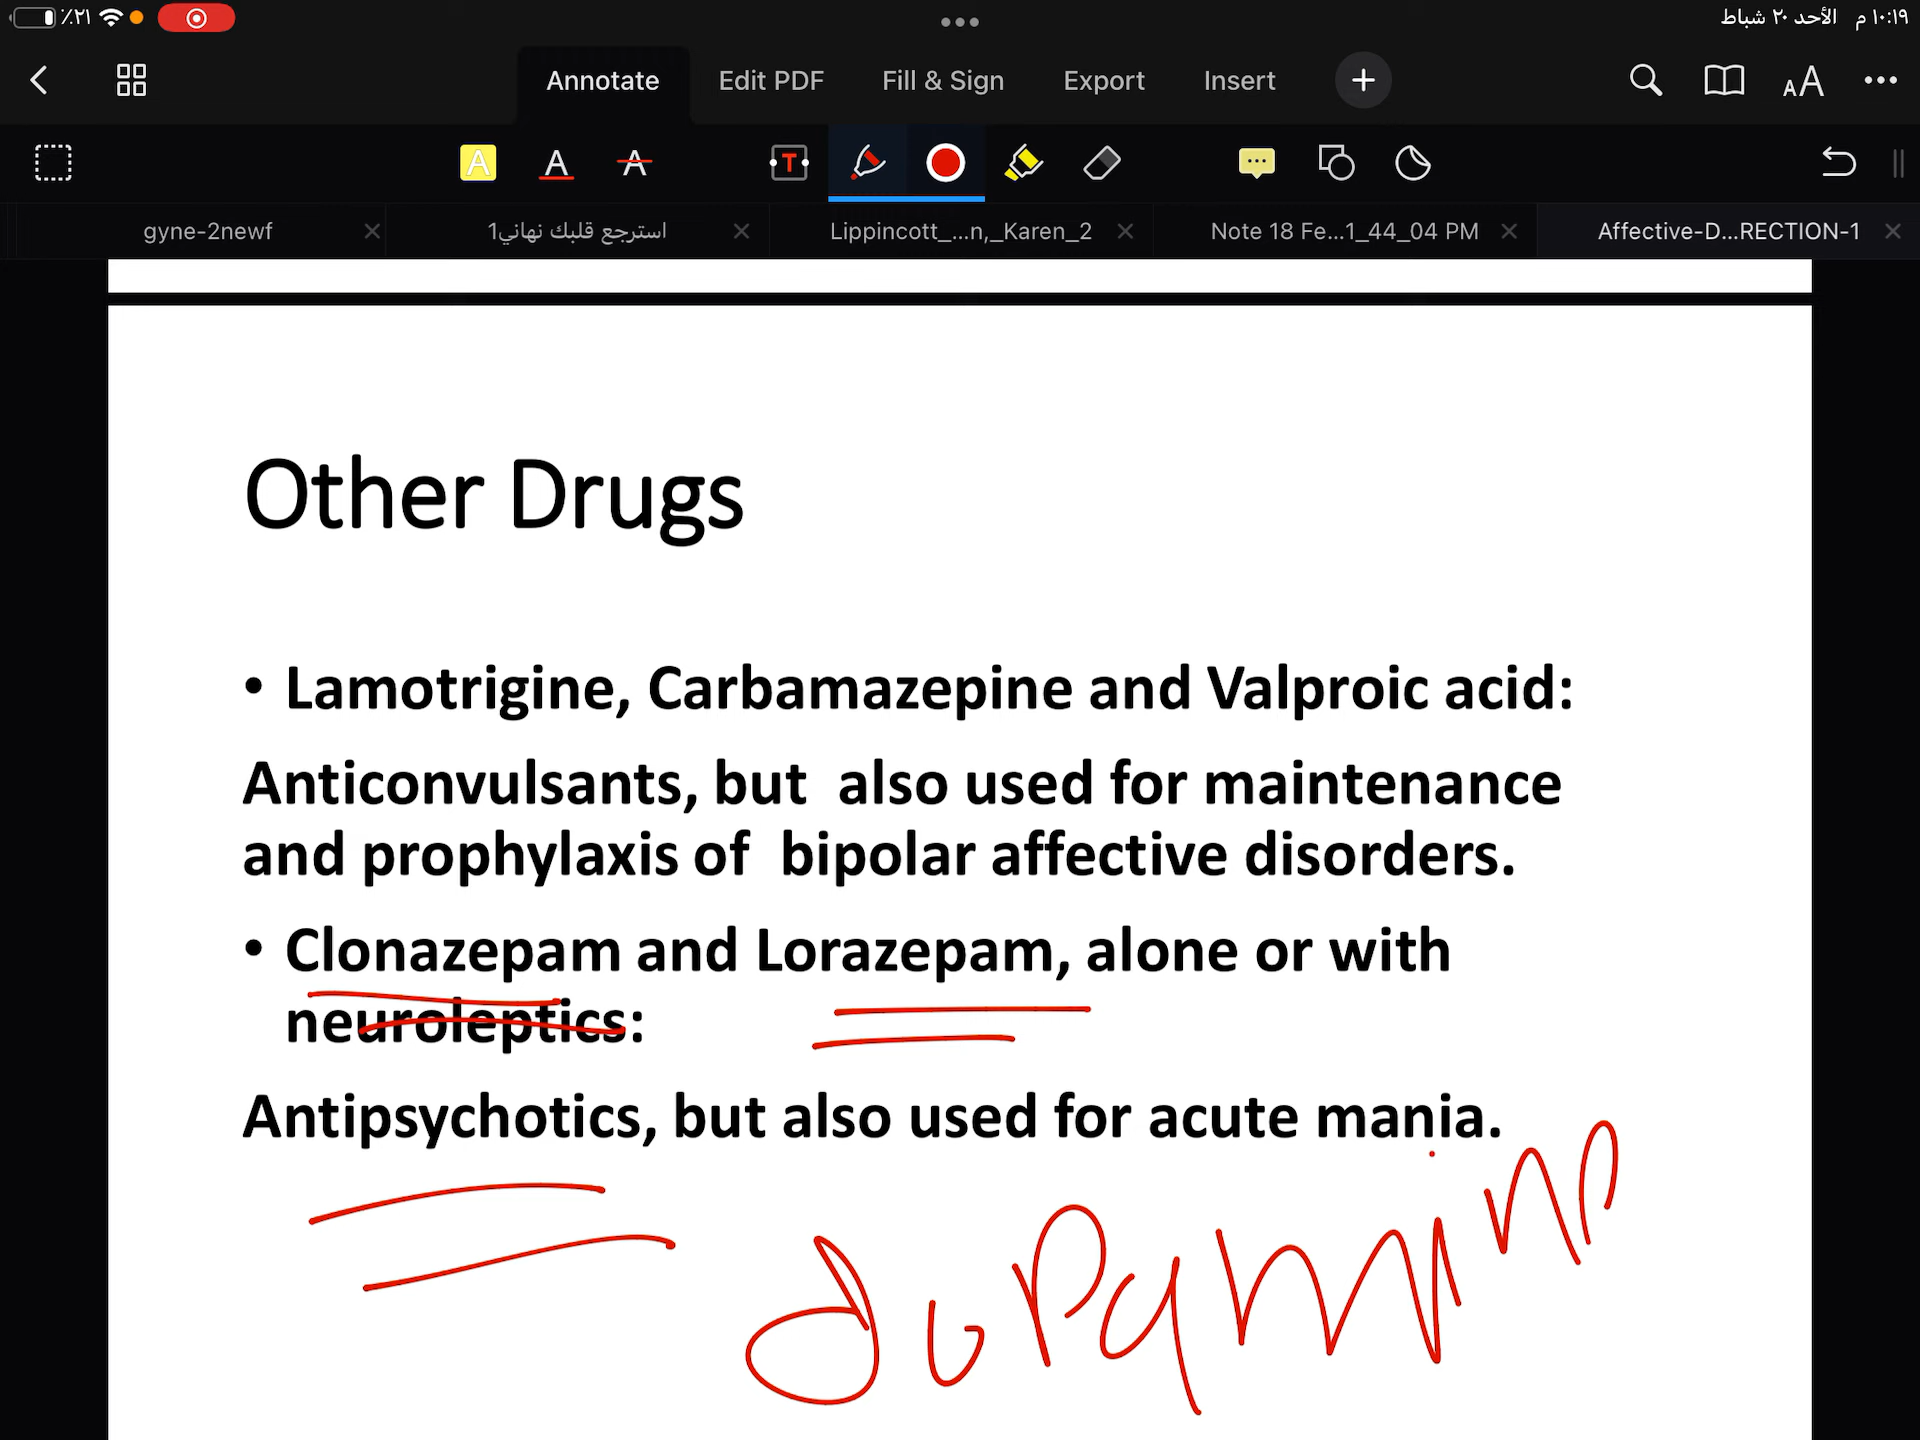 ٪٢١
١٠:١٩ م الأحد ٢٠ شباط
Annotate Edit PDF Fill & Sign Export Insert
AA
A A A T
gyne-2newf
استرجع قلبك نهاني1
Lippincott_...n,_Karen_2
Note 18 Fe...1_44_04 PM
Affective-D...RECTION-1
Other Drugs
• Lamotrigine, Carbamazepine and Valproic acid:
Anticonvulsants, but also used for maintenance
and prophylaxis of bipolar affective disorders.
• Clonazepam and Lorazepam, alone or with
neuroleptics:
Antipsychotics, but also used for acute mania.
dopamine